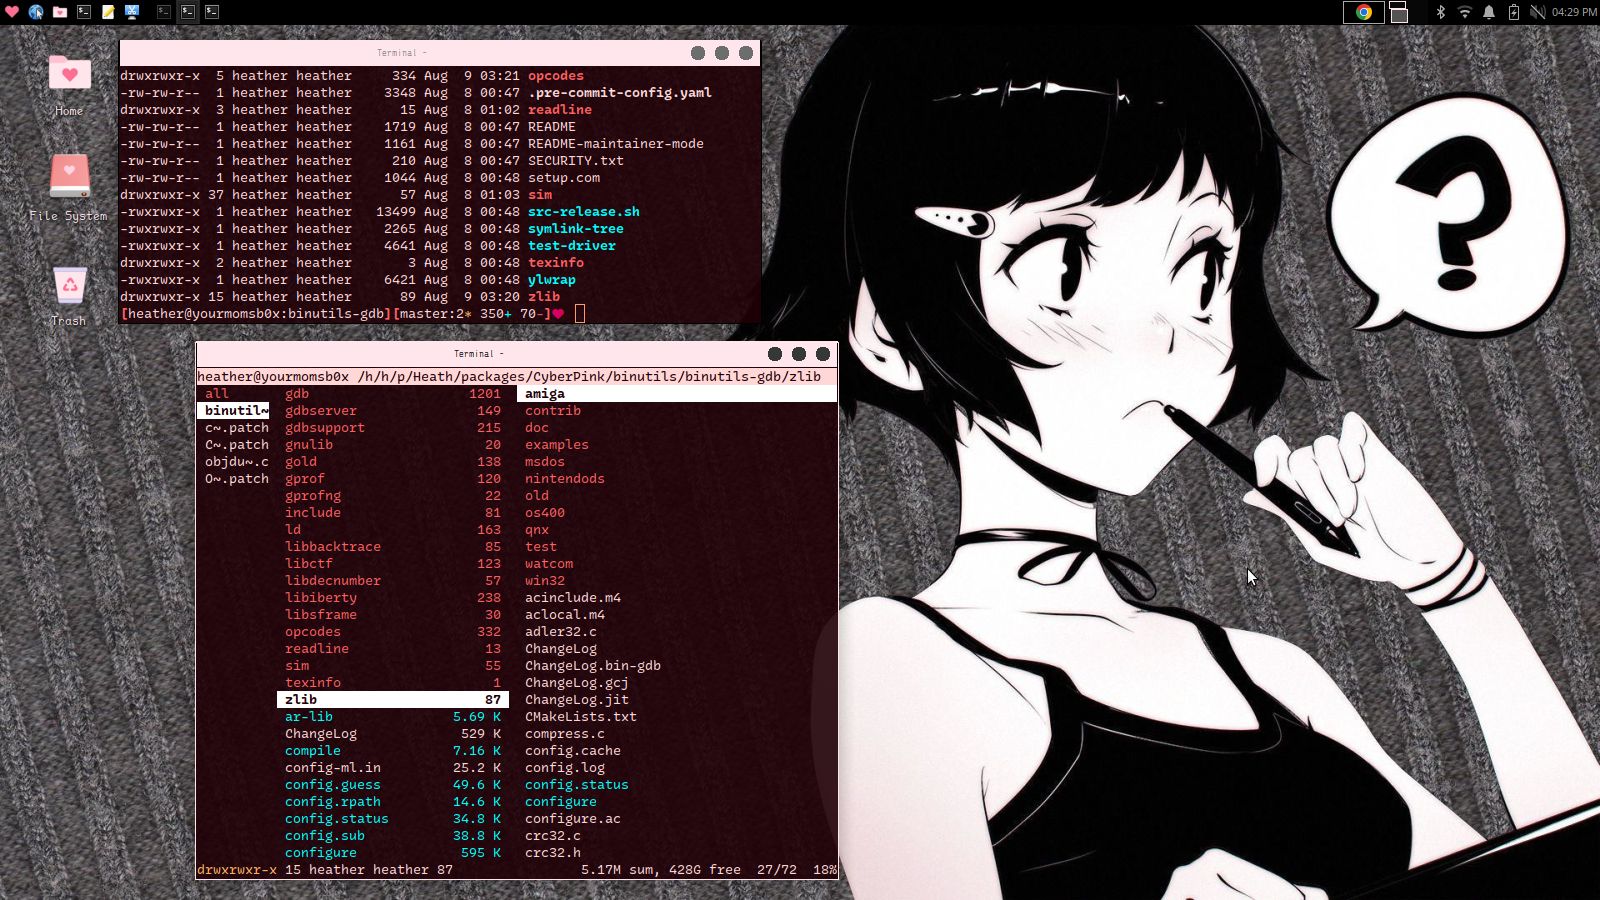 04:29 PM
Home
File System
Trash
Terminal -
drwxrwxr-x  5 heather heather     334 Aug  9 03:21 opcodes
-rw-rw-r--  1 heather heather    3348 Aug  8 00:47 .pre-commit-config.yaml
drwxrwxr-x  3 heather heather      15 Aug  8 01:02 readline
-rw-rw-r--  1 heather heather    1719 Aug  8 00:47 README
-rw-rw-r--  1 heather heather    1161 Aug  8 00:47 README-maintainer-mode
-rw-rw-r--  1 heather heather     210 Aug  8 00:47 SECURITY.txt
-rw-rw-r--  1 heather heather    1044 Aug  8 00:48 setup.com
drwxrwxr-x 37 heather heather      57 Aug  8 01:03 sim
-rwxrwxr-x  1 heather heather   13499 Aug  8 00:48 src-release.sh
-rwxrwxr-x  1 heather heather    2265 Aug  8 00:48 symlink-tree
-rwxrwxr-x  1 heather heather    4641 Aug  8 00:48 test-driver
drwxrwxr-x  2 heather heather       3 Aug  8 00:48 texinfo
-rwxrwxr-x  1 heather heather    6421 Aug  8 00:48 ylwrap
drwxrwxr-x 15 heather heather      89 Aug  9 03:20 zlib
[heather@yourmomsb0x:binutils-gdb][master:2* 350+ 70-]♥
Terminal -
heather@yourmomsb0x /h/h/p/Heath/packages/CyberPink/binutils/binutils-gdb/zlib
all gdb 1201 amiga
binutil~ gdbserver 149 contrib
c~.patch gdbsupport 215 doc
C~.patch gnulib 20 examples
objdu~.c gold 138 msdos
O~.patch gprof 120 nintendods
gprofng 22 old
include 81 os400
ld 163 qnx
libbacktrace 85 test
libctf 123 watcom
libdecnumber 57 win32
libiberty 238 acinclude.m4
libsframe 30 aclocal.m4
opcodes 332 adler32.c
readline 13 ChangeLog
sim 55 ChangeLog.bin-gdb
texinfo 1 ChangeLog.gcj
zlib 87 ChangeLog.jit
ar-lib 5.69 K CMakeLists.txt
ChangeLog 529 K compress.c
compile 7.16 K config.cache
config-ml.in 25.2 K config.log
config.guess 49.6 K config.status
config.rpath 14.6 K configure
config.status 34.8 K configure.ac
config.sub 38.8 K crc32.c
configure 595 K crc32.h
drwxrwxr-x 15 heather heather 87 5.17M sum, 428G free 27/72 18%
?